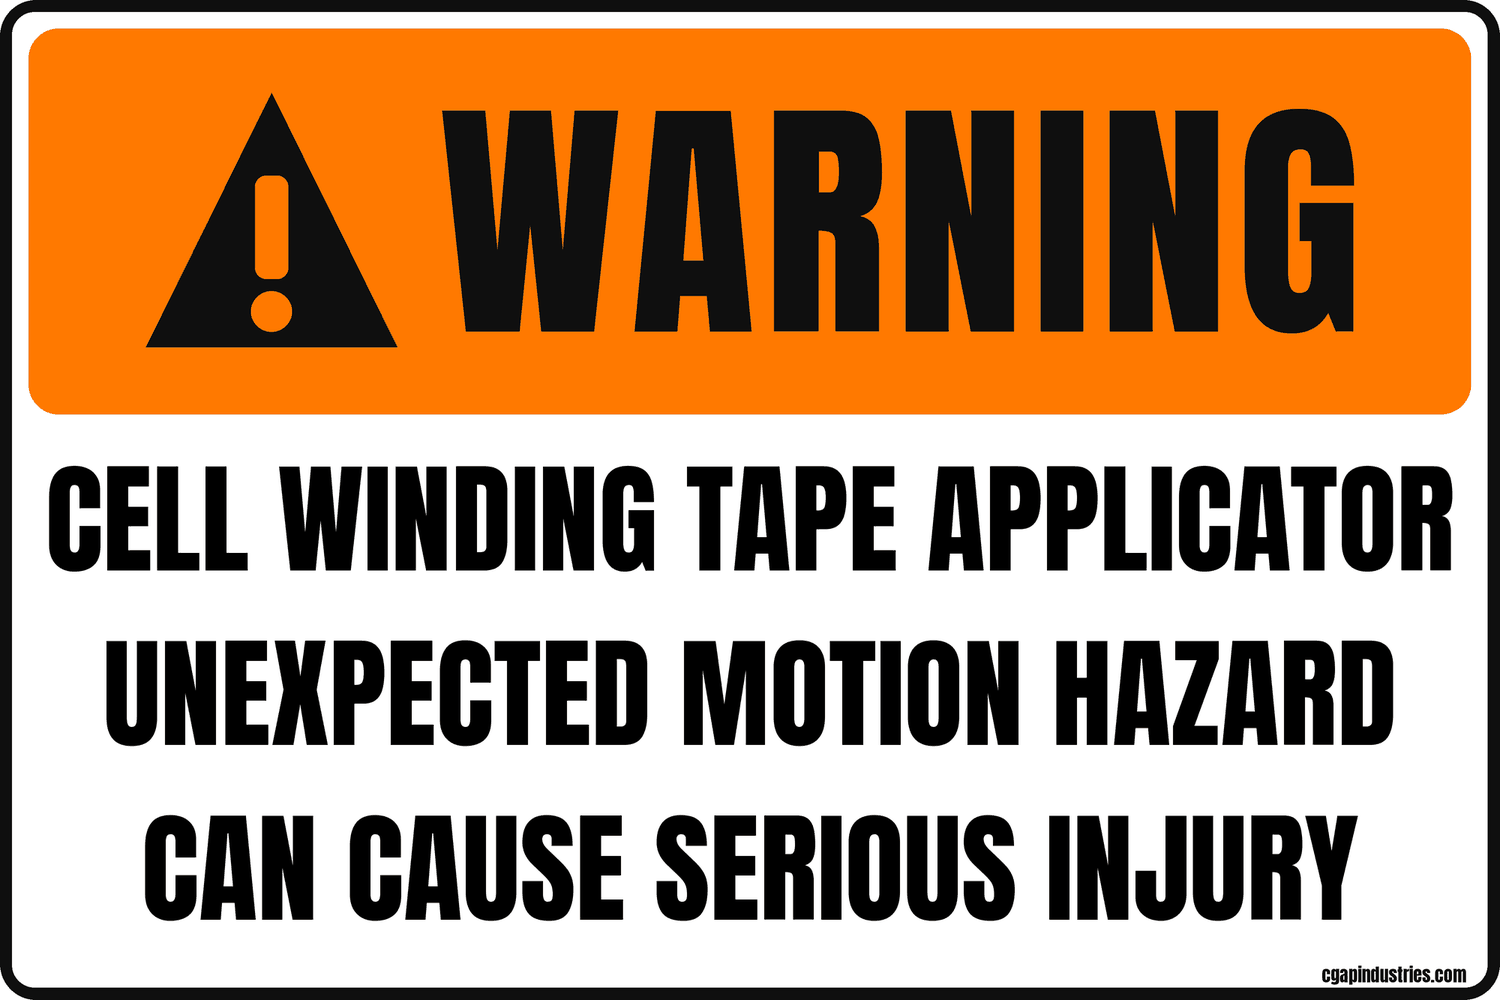 WARNING
CELL WINDING TAPE APPLICATOR
UNEXPECTED MOTION HAZARD
CAN CAUSE SERIOUS INJURY
cgapindustries.com